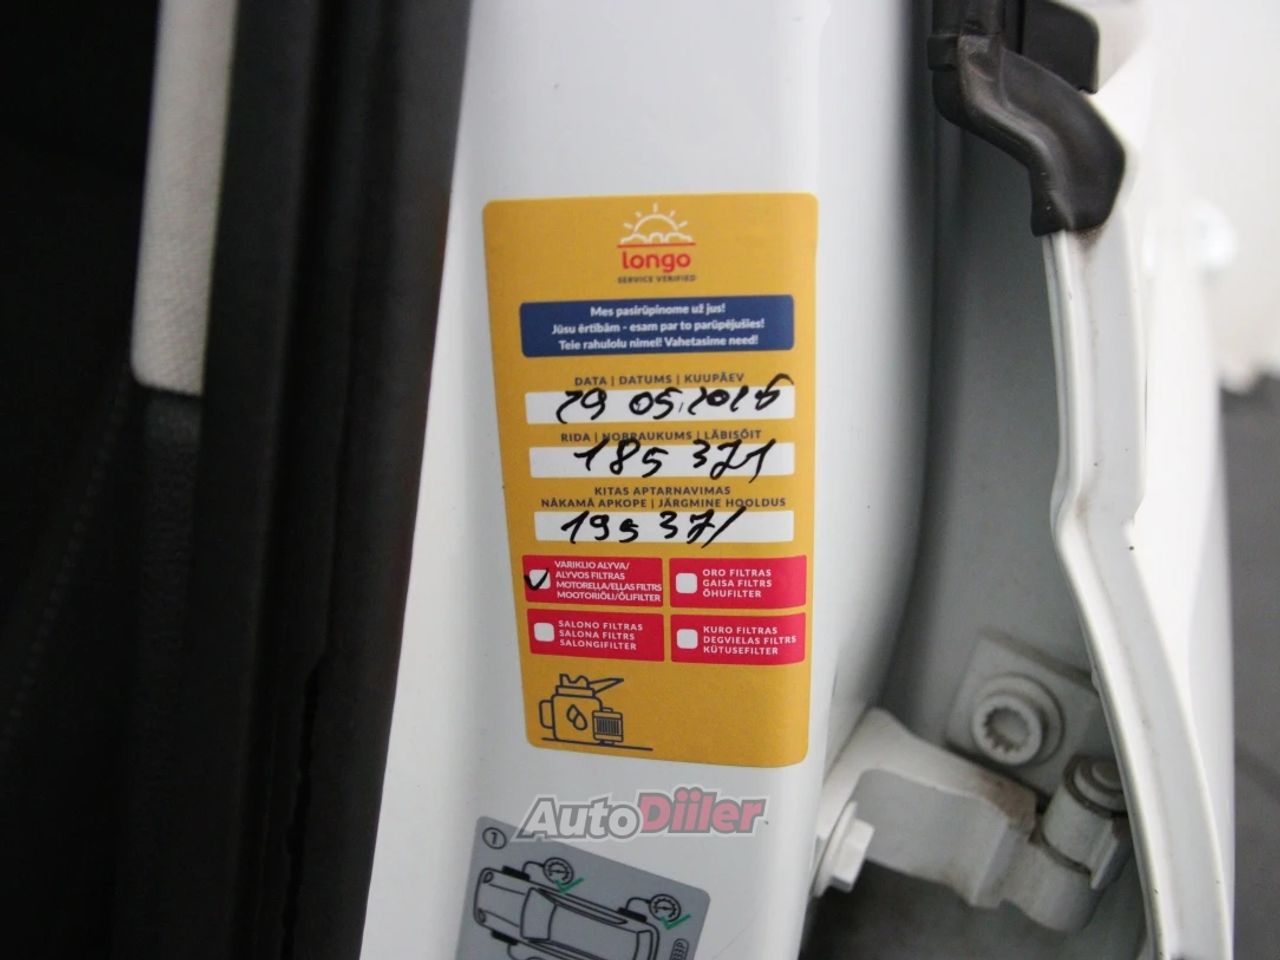 longo
SERVICE VERIFIED
Mes pasirūpinome už jus!
Jūsu ērtībām - esam par to parūpējušies!
Teie rahulolu nimel! Vahetasime need!
DATA | DATUMS | KUUPÄEV
29 05.2026
RIDA | NOBRAUKUMS | LÄBISÕIT
185 371
KITAS APTARNAVIMAS
NĀKAMĀ APKOPE | JÄRGMINE HOOLDUS
195 371
VARIKLIO ALYVA/
ALYVOS FILTRAS
MOTOREĻĻA/EĻĻAS FILTRS
MOOTORIÕLI/ÕLIFILTER
ORO FILTRAS
GAISA FILTRS
ÕHUFILTER
SALONO FILTRAS
SALONA FILTRS
SALONGIFILTER
KURO FILTRAS
DEGVIELAS FILTRS
KÜTUSEFILTER
AutoDiiler
1